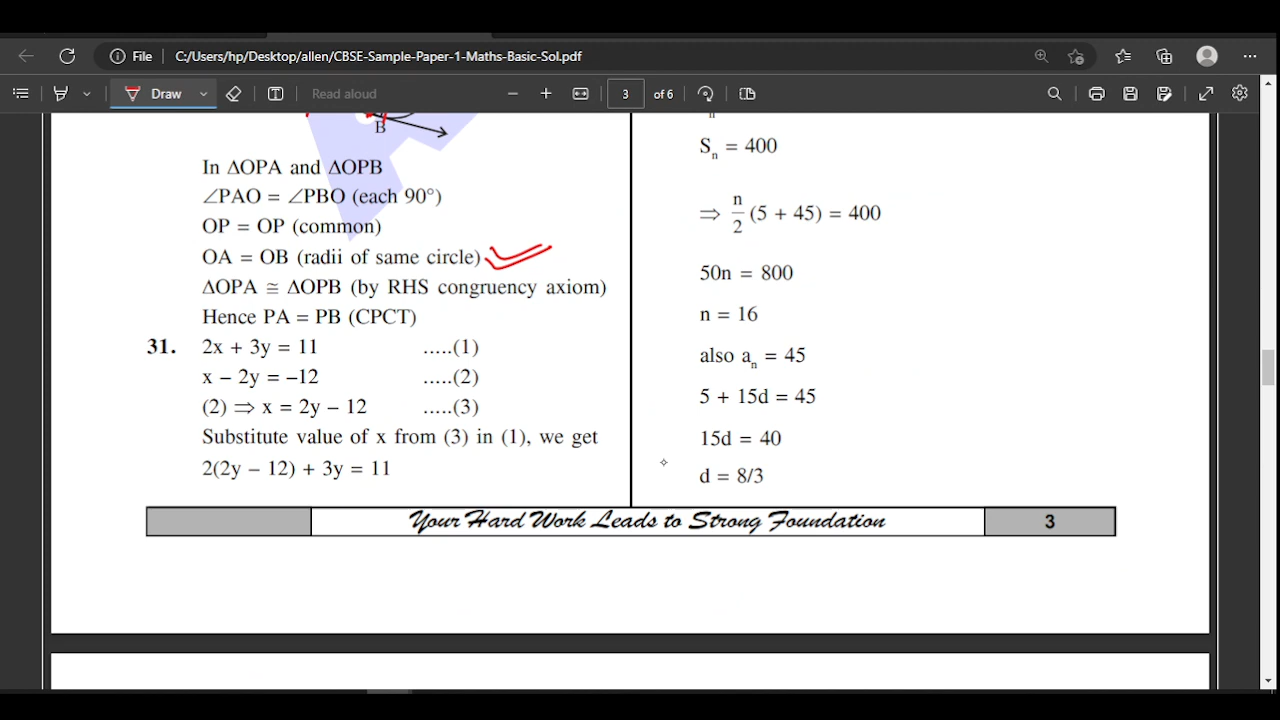 File
C:/Users/hp/Desktop/allen/CBSE-Sample-Paper-1-Maths-Basic-Sol.pdf
Draw
Read aloud
3
of 6
B
In ΔOPA and ΔOPB
∠PAO = ∠PBO (each 90°)
OP = OP (common)
OA = OB (radii of same circle)
ΔOPA ≅ ΔOPB (by RHS congruency axiom)
Hence PA = PB (CPCT)
31. 2x + 3y = 11 .....(1)
x – 2y = –12 .....(2)
(2) ⇒ x = 2y – 12 .....(3)
Substitute value of x from (3) in (1), we get
2(2y – 12) + 3y = 11
n
Sₙ = 400
⇒ n/2 (5 + 45) = 400
50n = 800
n = 16
also aₙ = 45
5 + 15d = 45
15d = 40
d = 8/3
Your Hard Work Leads to Strong Foundation
3